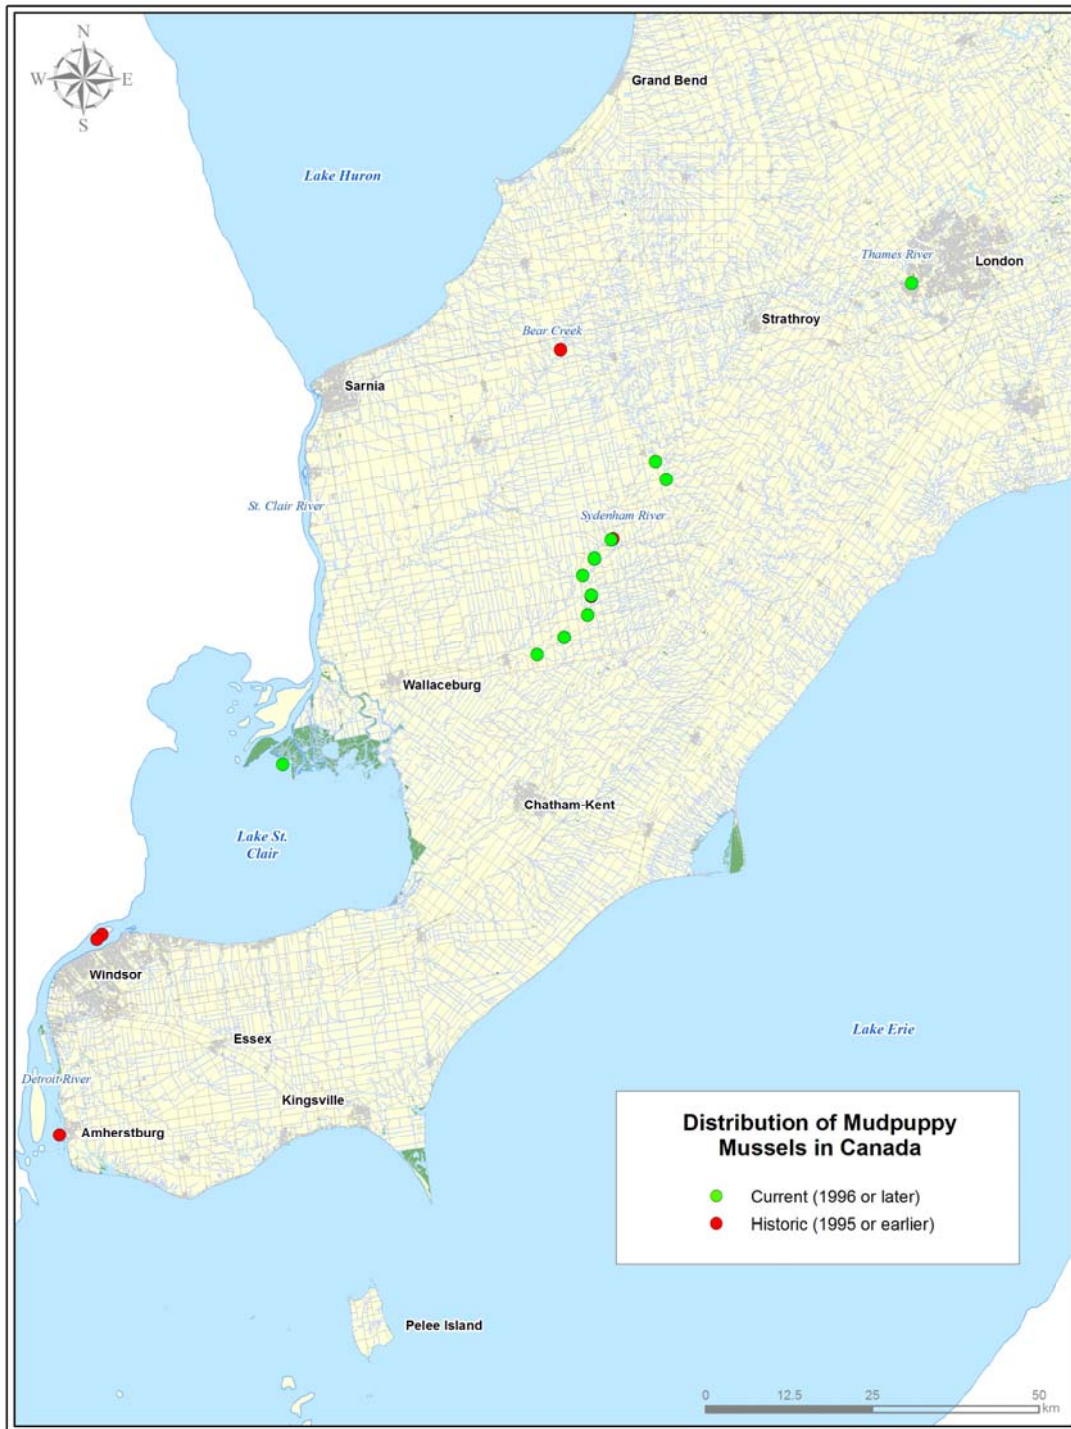 N
W E
S
Grand Bend
Lake Huron
Thames River
London
Strathroy
Bear Creek
Sarnia
St. Clair River
Sydenham River
Wallaceburg
Chatham-Kent
Lake St.
Clair
Windsor
Essex
Lake Erie
Detroit River
Kingsville
Amherstburg
Distribution of Mudpuppy
Mussels in Canada
Current (1996 or later)
Historic (1995 or earlier)
Pelee Island
0 12.5 25 50
km